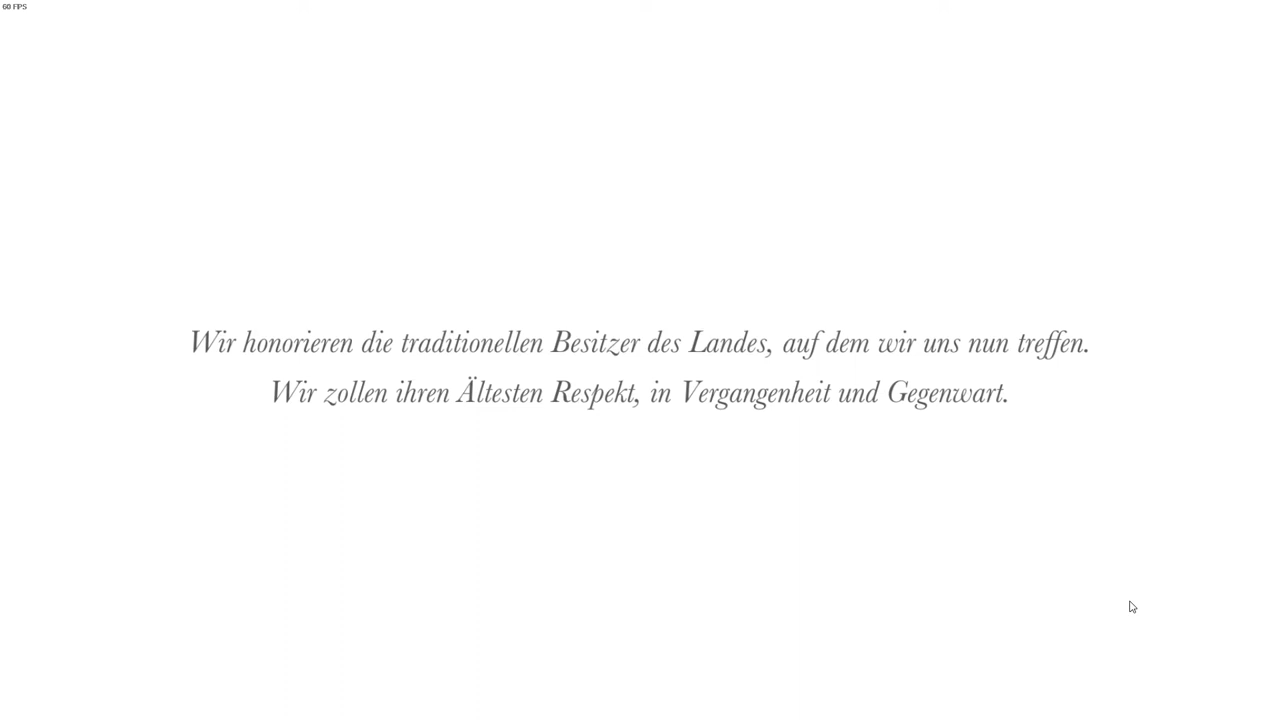 60 FPS
Wir honorieren die traditionellen Besitzer des Landes, auf dem wir uns nun treffen.
Wir zollen ihren Ältesten Respekt, in Vergangenheit und Gegenwart.